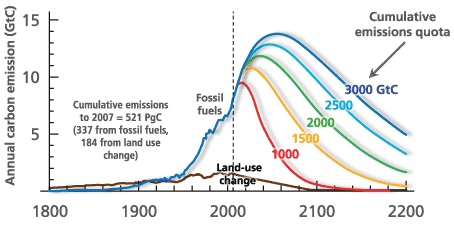 Annual carbon emission (GtC)
15
10
5
Cumulative
emissions quota
3000 GtC
2500
2000
1500
1000
Fossil
fuels
Cumulative emissions
to 2007 = 521 PgC
(337 from fossil fuels,
184 from land use
change)
Land-use
change
1800
1900
2000
2100
2200